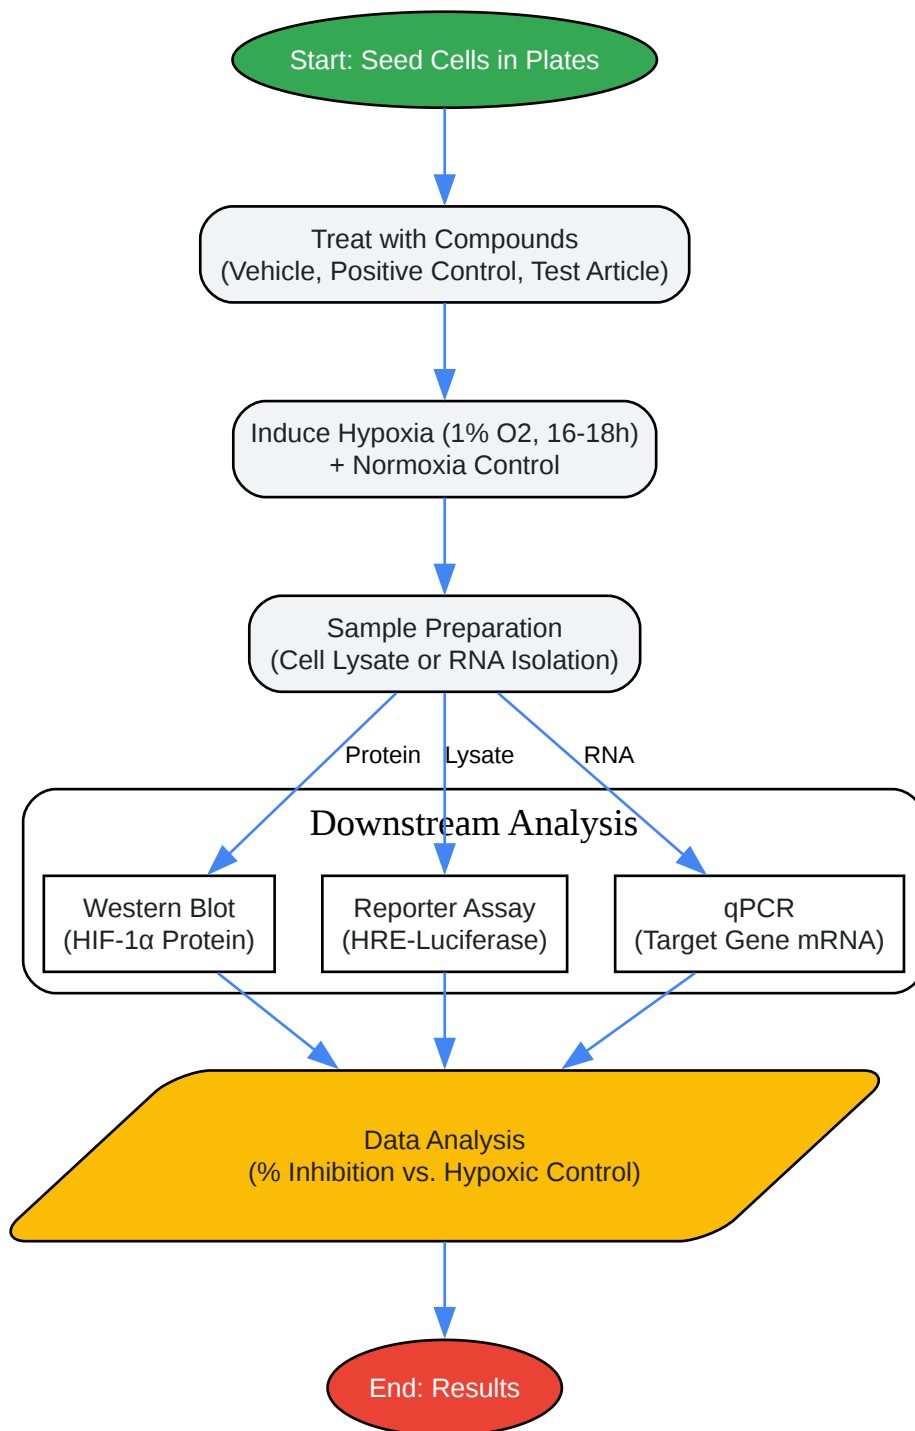 Start: Seed Cells in Plates
Treat with Compounds
(Vehicle, Positive Control, Test Article)
Induce Hypoxia (1% O2, 16-18h)
+ Normoxia Control
Sample Preparation
(Cell Lysate or RNA Isolation)
Protein
Lysate
RNA
Downstream Analysis
Western Blot
(HIF-1α Protein)
Reporter Assay
(HRE-Luciferase)
qPCR
(Target Gene mRNA)
Data Analysis
(% Inhibition vs. Hypoxic Control)
End: Results